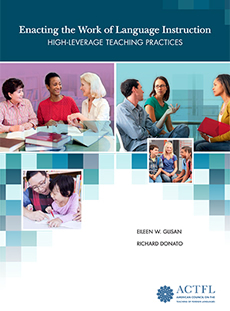 Enacting the Work of Language Instruction
HIGH-LEVERAGE TEACHING PRACTICES
EILEEN W. GLISAN
RICHARD DONATO
ACTFL
AMERICAN COUNCIL ON THE
TEACHING OF FOREIGN LANGUAGES